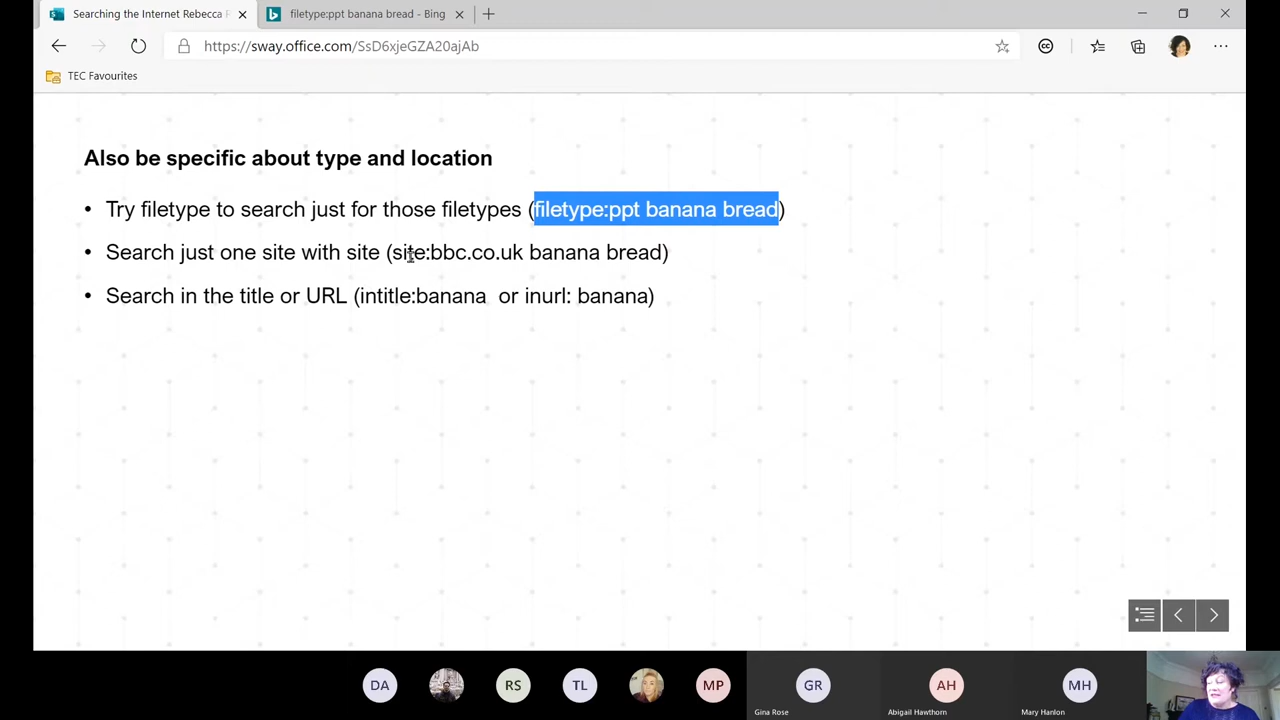 Searching the Internet Rebecca F
filetype:ppt banana bread - Bing
https://sway.office.com/SsD6xjeGZA20ajAb
TEC Favourites
Also be specific about type and location
• Try filetype to search just for those filetypes (filetype:ppt banana bread)
• Search just one site with site (site:bbc.co.uk banana bread)
• Search in the title or URL (intitle:banana  or inurl: banana)
DA
RS
TL
MP
GR
AH
MH
Gina Rose
Abigail Hawthorn
Mary Hanlon